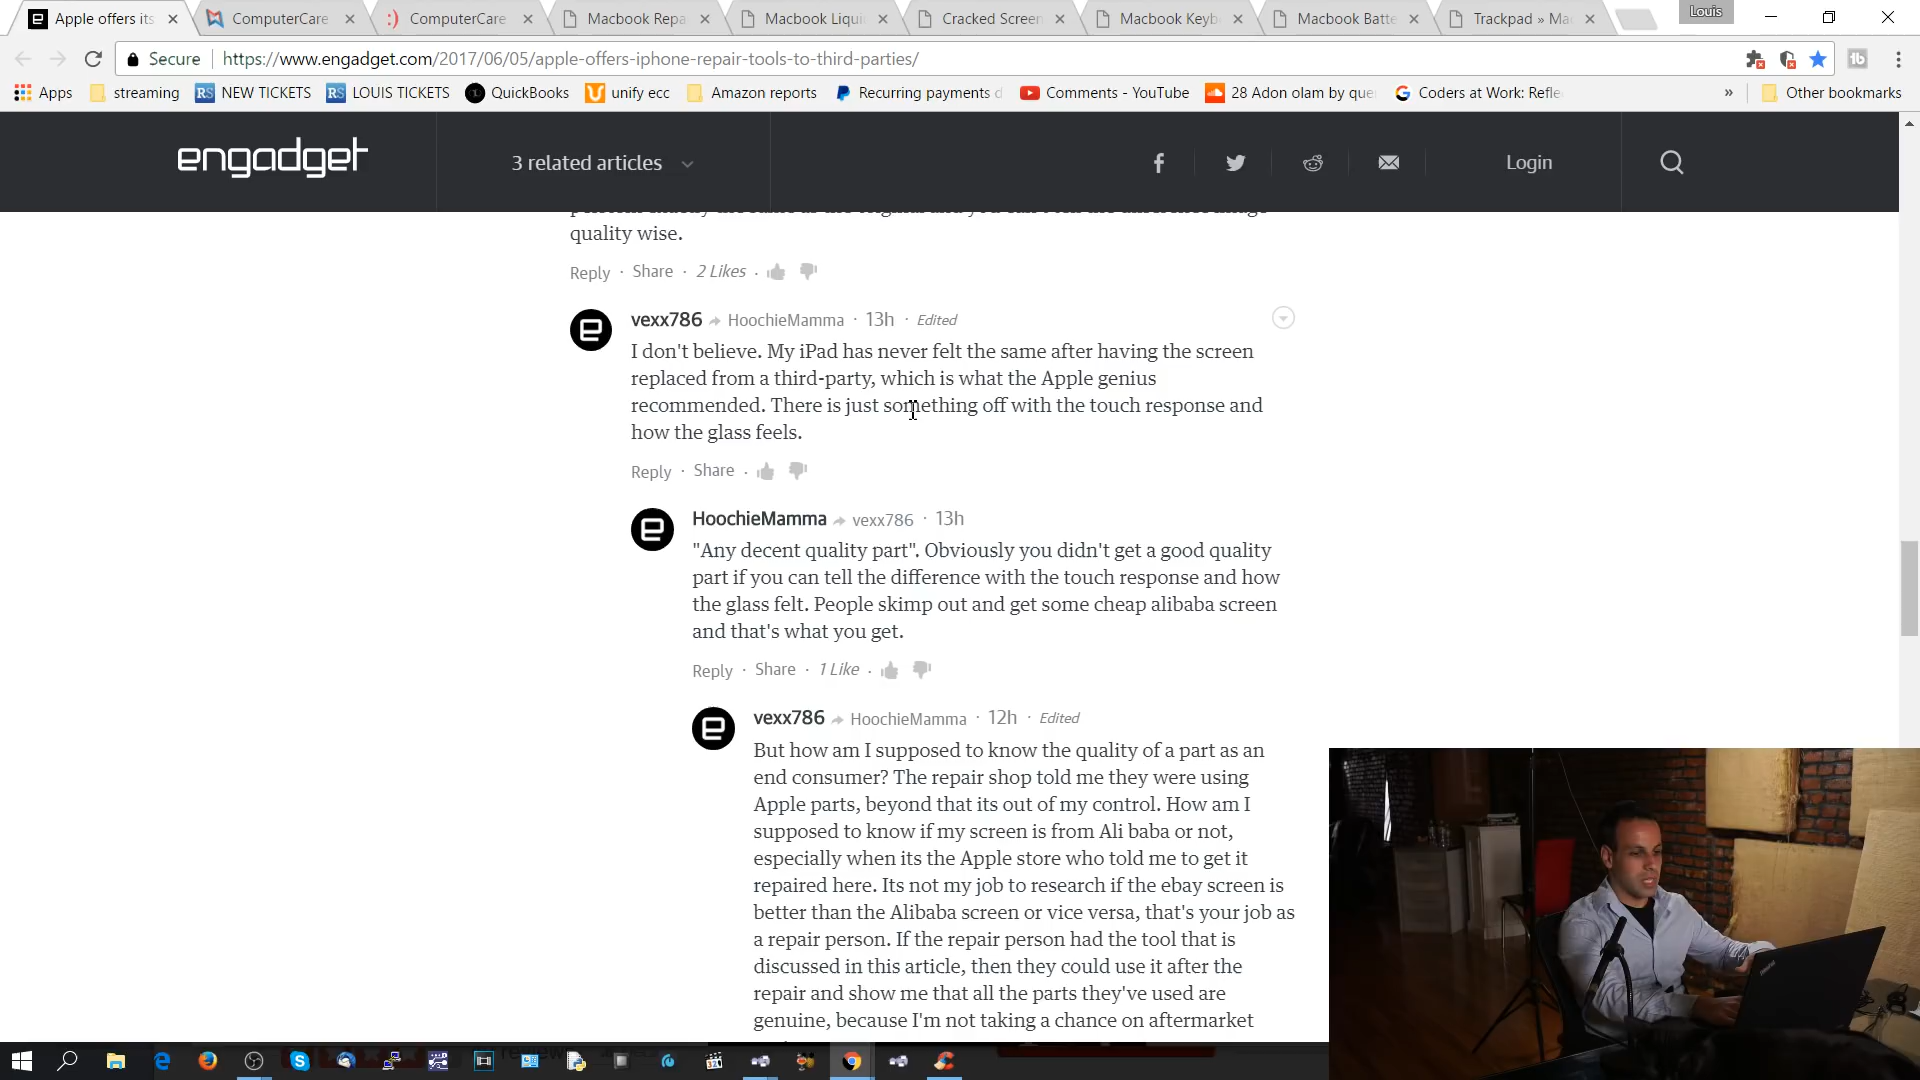 Apple offers its
ComputerCare
ComputerCare
Macbook Repa
Macbook Liqui
Cracked Screen
Macbook Keyb
Macbook Batte
Trackpad » Mac
Louis
Secure
https://www.engadget.com/2017/06/05/apple-offers-iphone-repair-tools-to-third-parties/
Apps
streaming
RS NEW TICKETS
RS LOUIS TICKETS
QuickBooks
unify ecc
Amazon reports
Recurring payments d
Comments - YouTube
28 Adon olam by que
Coders at Work: Refle
»
Other bookmarks
engadget
3 related articles
Login
quality wise.
Reply · Share · 2 Likes ·
vexx786 HoochieMamma · 13h · Edited
I don't believe. My iPad has never felt the same after having the screen
replaced from a third-party, which is what the Apple genius
recommended. There is just something off with the touch response and
how the glass feels.
Reply · Share ·
HoochieMamma vexx786 · 13h
"Any decent quality part". Obviously you didn't get a good quality
part if you can tell the difference with the touch response and how
the glass felt. People skimp out and get some cheap alibaba screen
and that's what you get.
Reply · Share · 1 Like ·
vexx786 HoochieMamma · 12h · Edited
But how am I supposed to know the quality of a part as an
end consumer? The repair shop told me they were using
Apple parts, beyond that its out of my control. How am I
supposed to know if my screen is from Ali baba or not,
especially when its the Apple store who told me to get it
repaired here. Its not my job to research if the ebay screen is
better than the Alibaba screen or vice versa, that's your job as
a repair person. If the repair person had the tool that is
discussed in this article, then they could use it after the
repair and show me that all the parts they've used are
genuine, because I'm not taking a chance on aftermarket